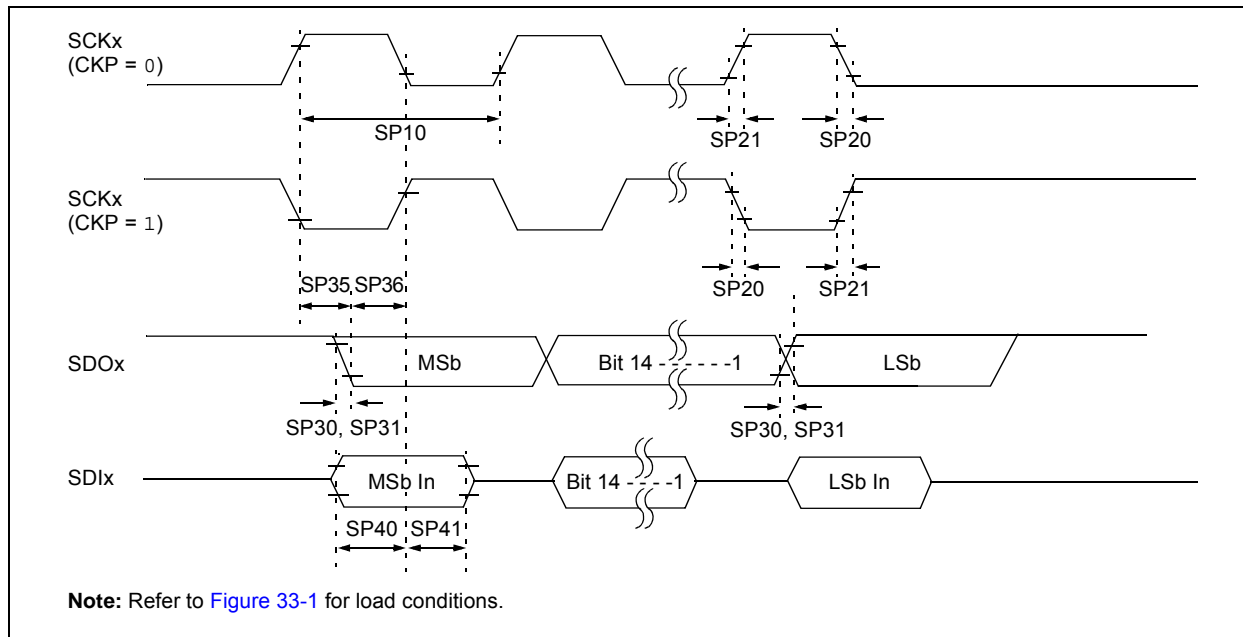 SCKx
(CKP = 0)
SP10
SP21
SP20
SCKx
(CKP = 1)
SP35
SP36
SP20
SP21
SDOx
MSb
Bit 14 - - - - - -1
LSb
SP30, SP31
SP30, SP31
SDIx
MSb In
Bit 14 - - - - -1
LSb In
SP40
SP41
Note: Refer to Figure 33-1 for load conditions.